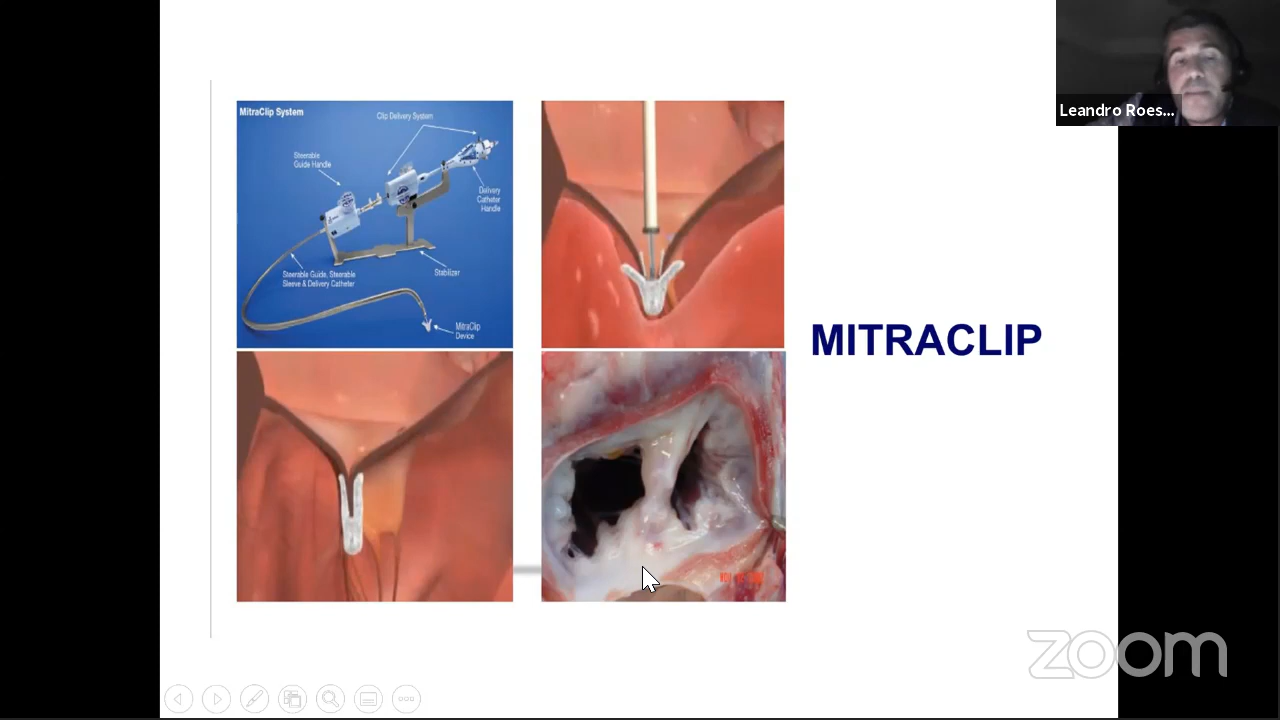 MitraClip System
Clip Delivery System
Steerable
Guide Handle
Delivery
Catheter
Handle
Steerable Guide, Steerable
Sleeve & Delivery Catheter
Stabilizer
MitraClip
Device
MITRACLIP
Leandro Roes...
zoom